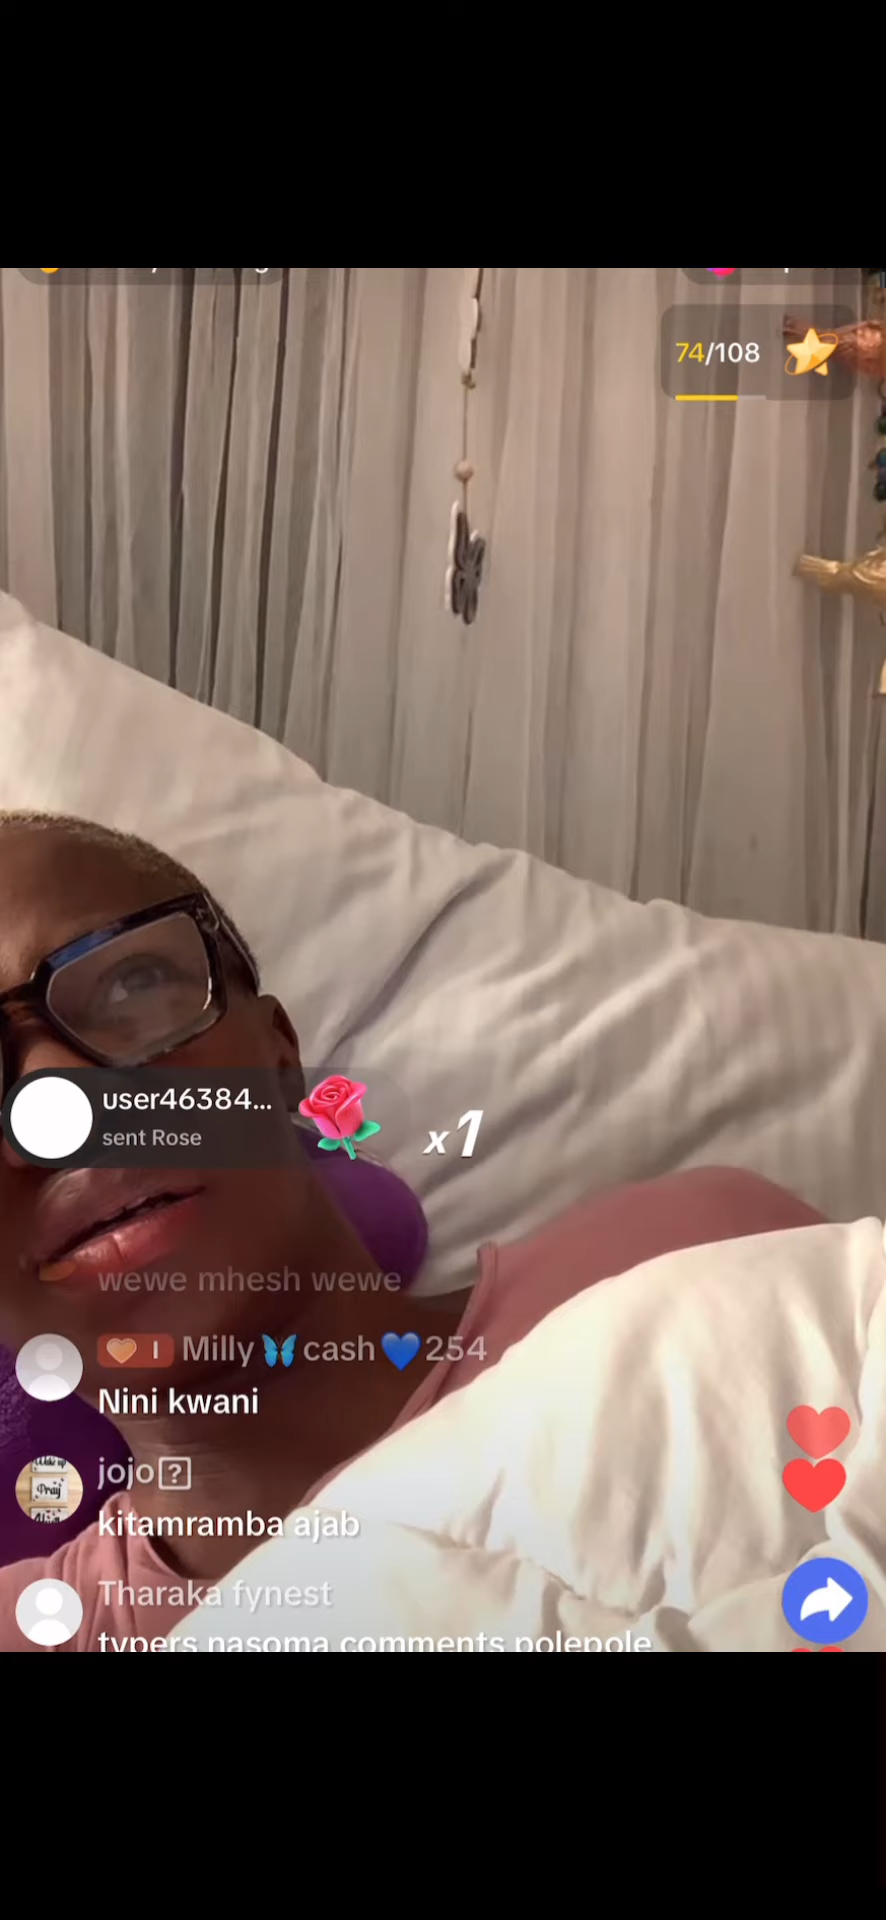 74/108
user46384...
sent Rose
x1
wewe mhesh wewe
I Milly🦋cash💙254
Nini kwani
jojo
kitamramba ajab
Tharaka fynest
typers nasoma comments polepole
Pray